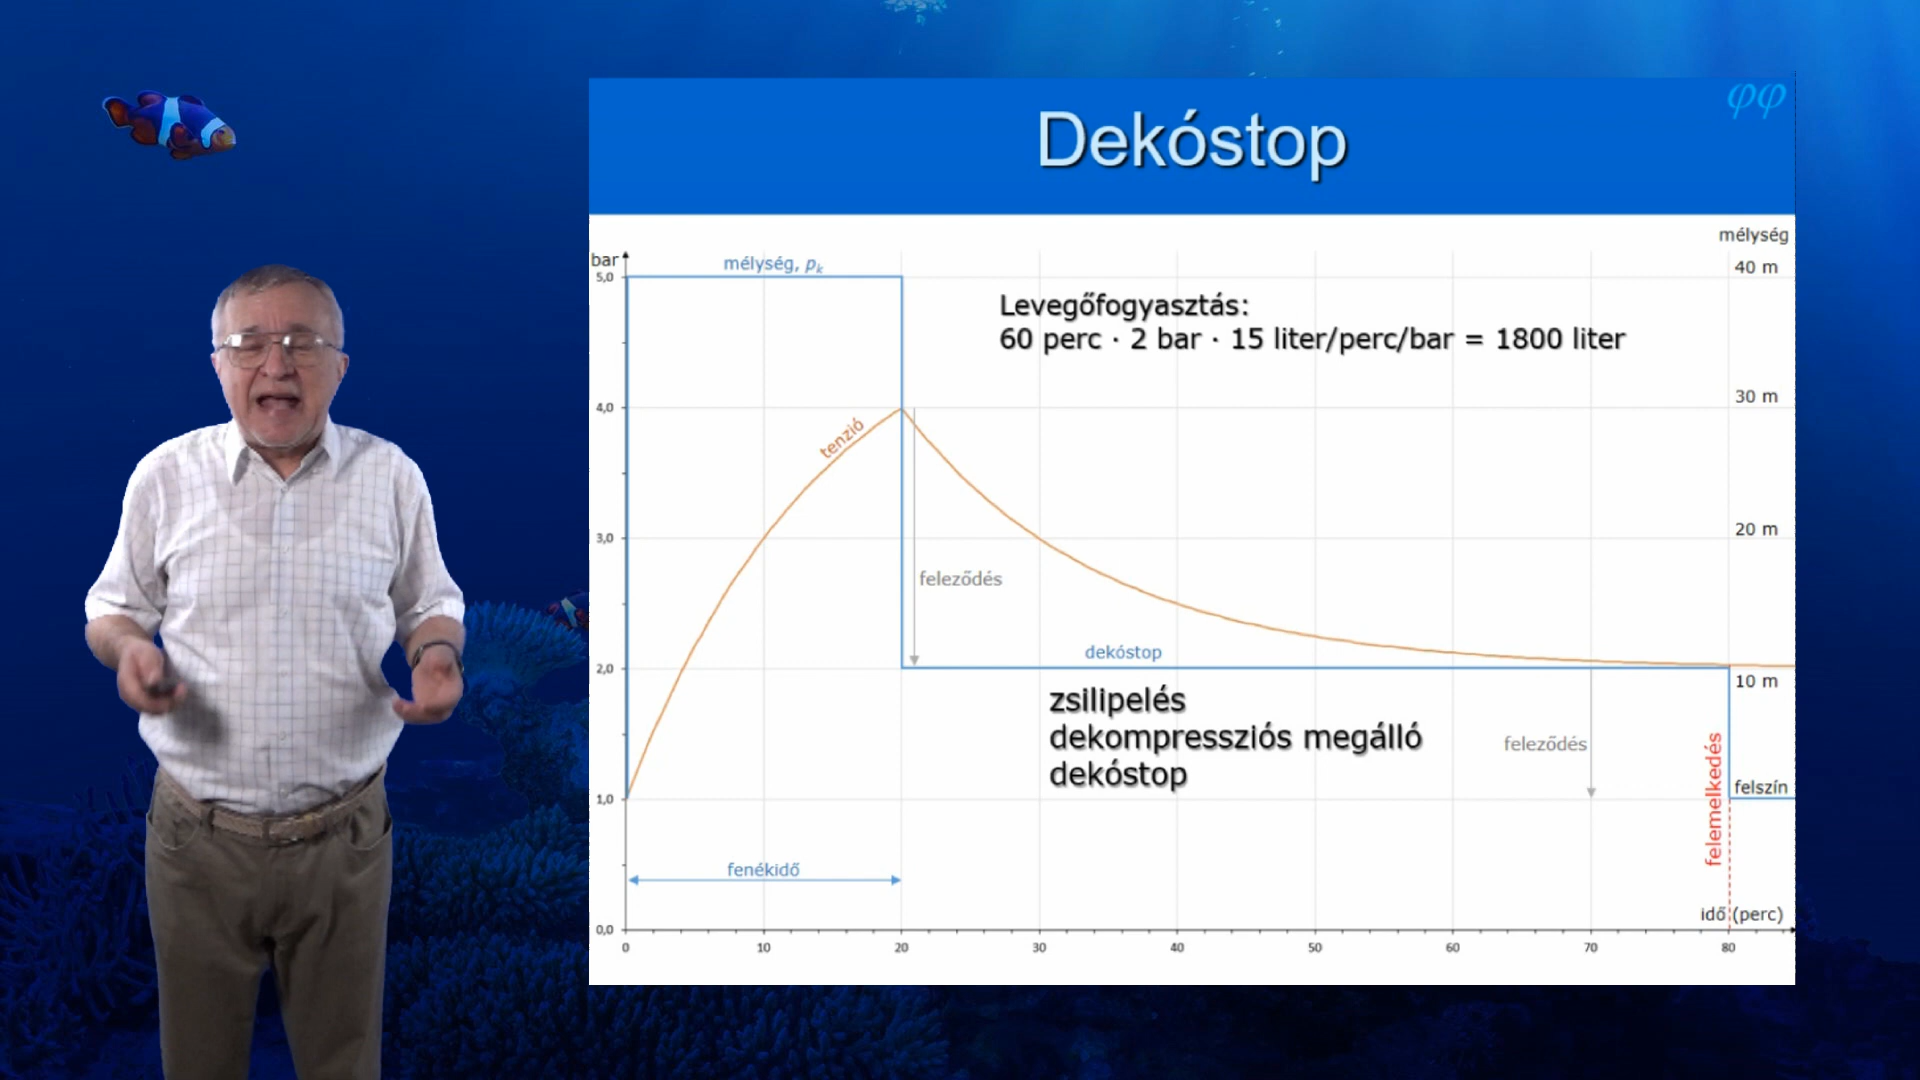 φφ
Dekóstop
mélység
bar
mélység, pk
40 m
5,0
Levegőfogyasztás:
60 perc · 2 bar · 15 liter/perc/bar = 1800 liter
30 m
4,0
tenzió
20 m
3,0
feleződés
dekóstop
2,0
10 m
zsilipelés
dekompressziós megálló
dekóstop
feleződés
felemelkedés
felszín
1,0
fenékidő
idő (perc)
0,0
0 10 20 30 40 50 60 70 80